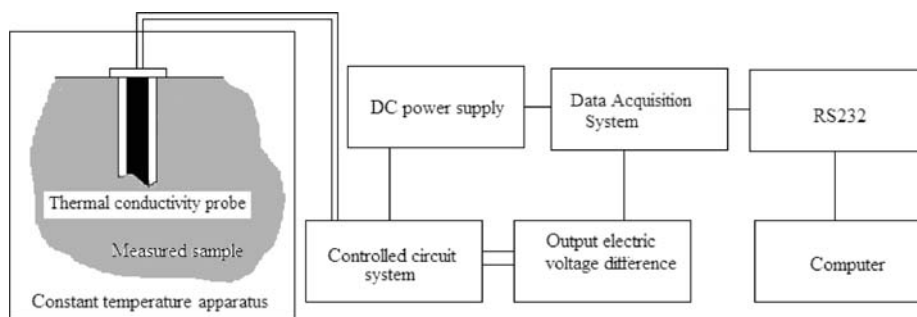 DC power supply
Data Acquisition
System
RS232
Thermal conductivity probe
Measured sample
Controlled circuit
system
Output electric
voltage difference
Computer
Constant temperature apparatus